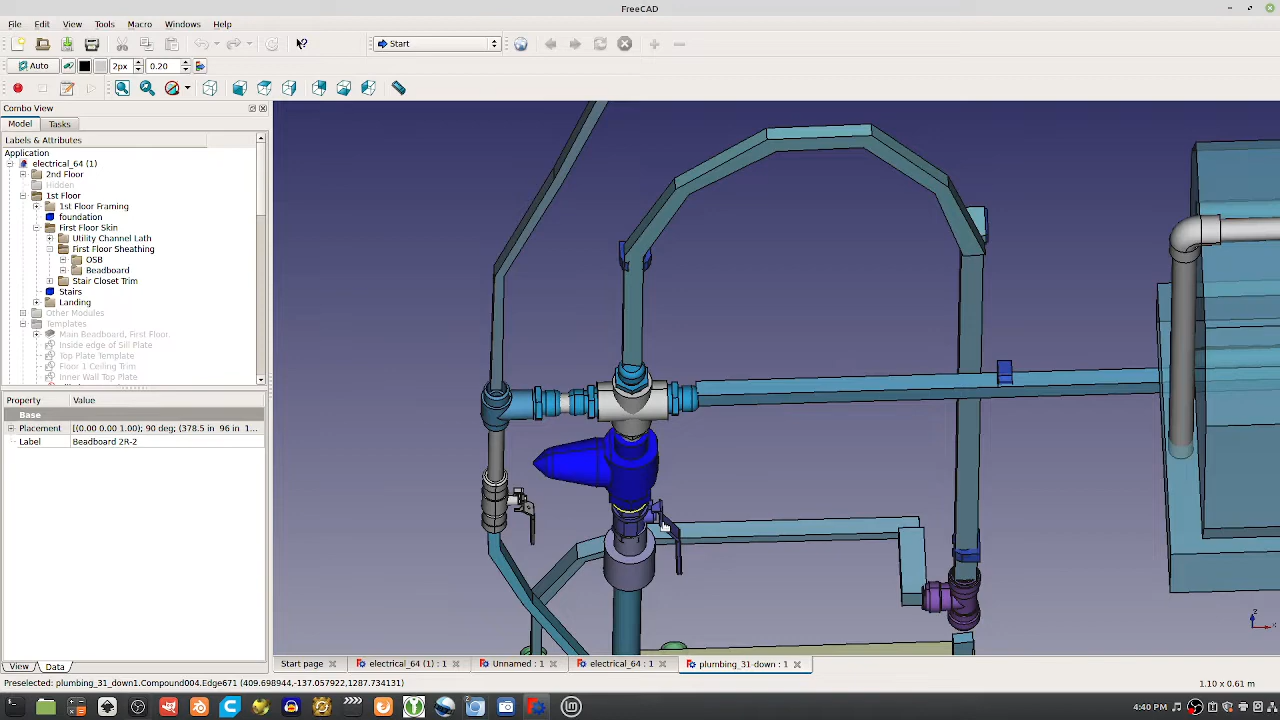 FreeCAD
File Edit View Tools Macro Windows Help
Start
Auto 2px 0.20
Combo View
Model Tasks
Labels & Attributes
Application
electrical_64 (1)
2nd Floor
Hidden
1st Floor
1st Floor Framing
foundation
First Floor Skin
Utility Channel Lath
First Floor Sheathing
OSB
Beadboard
Stair Closet Trim
Stairs
Landing
Other Modules
Templates
Main Beadboard, First Floor.
Inside edge of Sill Plate
Top Plate Template
Floor 1 Ceiling Trim
Inner Wall Top Plate
Property Value
Base
Placement [(0.00 0.00 1.00); 90 deg; (378.5 in 96 in 1...
Label Beadboard 2R-2
z
x
View Data
Start page electrical_64 (1) : 1 Unnamed : 1 electrical_64 : 1 plumbing_31-down : 1
Preselected: plumbing_31_down1.Compound004.Edge671 (409.698944,-137.057922,1287.734131) 1.10 x 0.61 m
4:40 PM